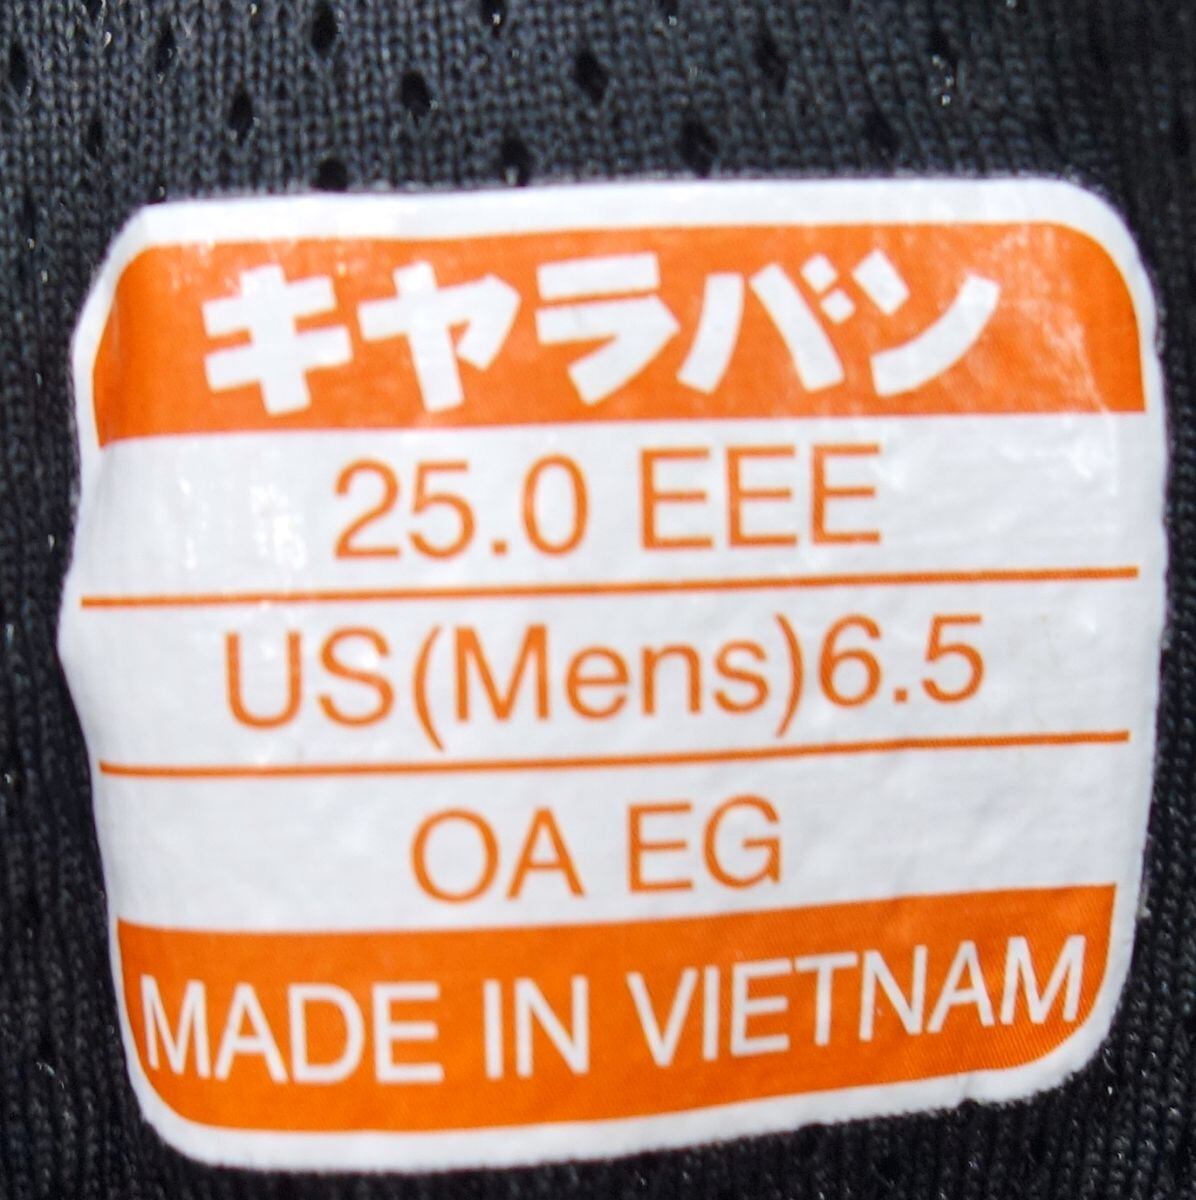 キャラバン
25.0 EEE
US(Mens)6.5
OA EG
MADE IN VIETNAM